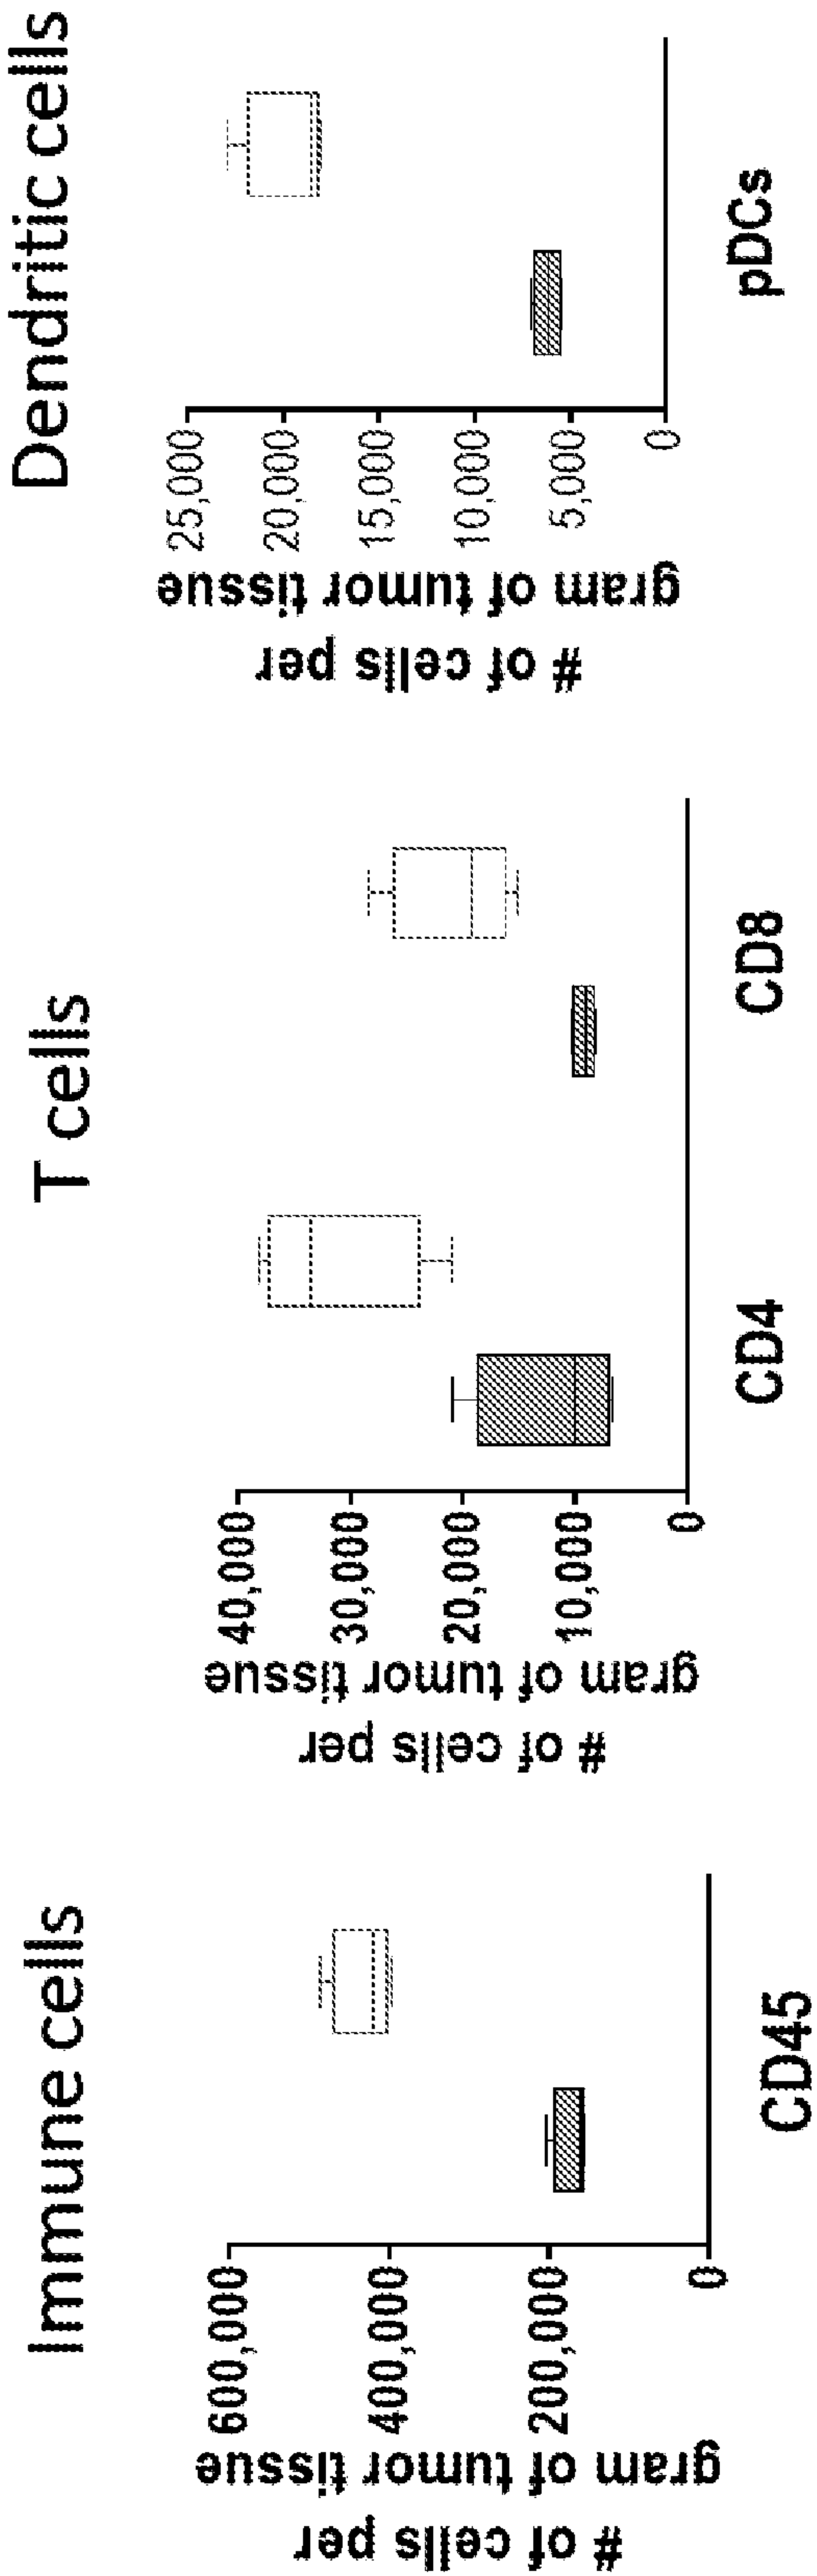 Immune cells
# of cells per
gram of tumor tissue
600,000
400,000
200,000
0
CD45
T cells
# of cells per
gram of tumor tissue
40,000
30,000
20,000
10,000
0
CD4
CD8
Dendritic cells
# of cells per
gram of tumor tissue
25,000
20,000
15,000
10,000
5,000
0
pDCs